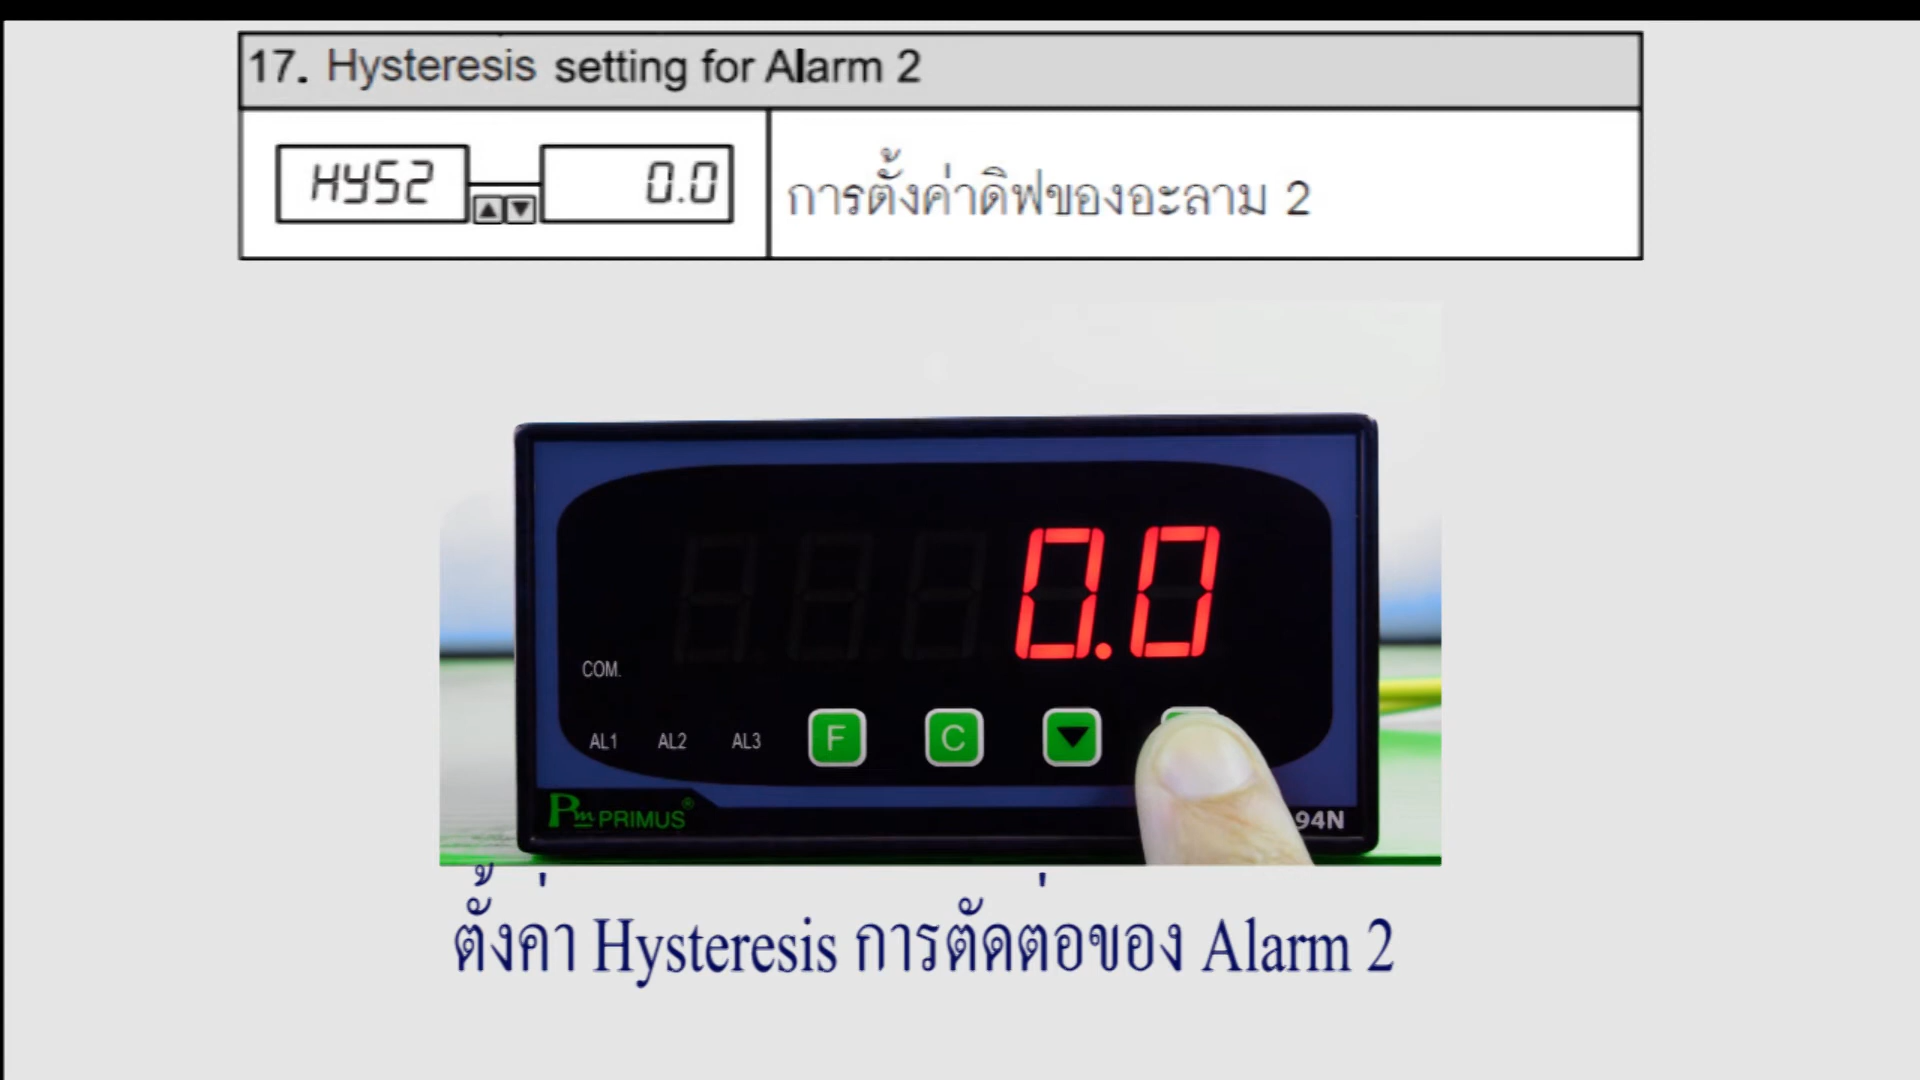 17. Hysteresis setting for Alarm 2
HYS2 0.0 ▲▼
การตั้งค่าดิฟของอะลาม 2
0.0
COM.
AL1 AL2 AL3 F C
Pm PRIMUS®
94N
ตั้งค่า Hysteresis การตัดต่อของ Alarm 2